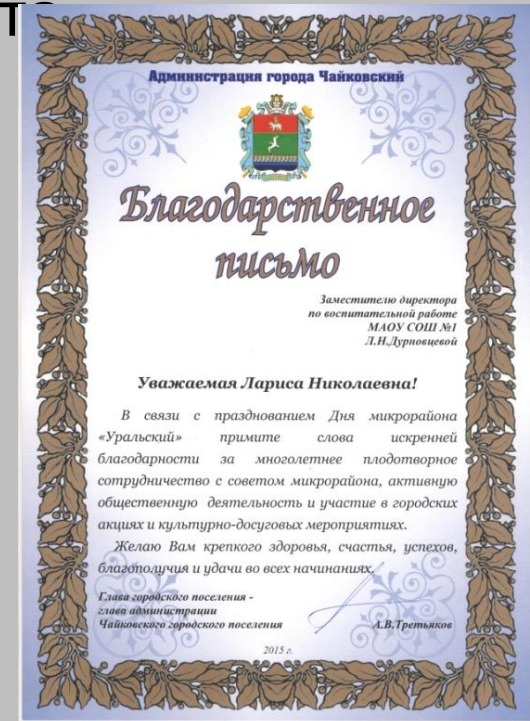 Администрация города Чайковский
Благодарственное
письмо
Заместителю директора
по воспитательной работе
МАОУ СОШ №1
Л.Н.Дурновцевой
Уважаемая Лариса Николаевна!
В связи с празднованием Дня микрорайона
«Уральский» примите слова искренней
благодарности за многолетнее плодотворное
сотрудничество с советом микрорайона, активную
общественную деятельность и участие в городских
акциях и культурно-досуговых мероприятиях.
Желаю Вам крепкого здоровья, счастья, успехов,
благополучия и удачи во всех начинаниях.
Глава городского поселения -
глава администрации
Чайковского городского поселения А.В.Третьяков
2015 г.